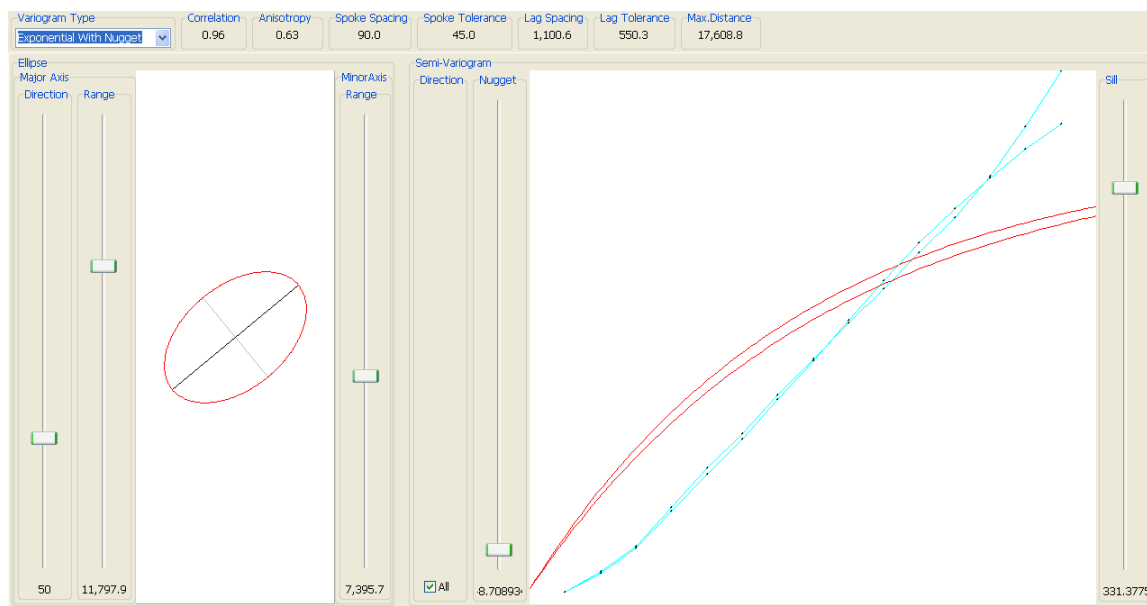 Variogram Type Correlation Anisotropy Spoke Spacing Spoke Tolerance Lag Spacing Lag Tolerance Max.Distance
Exponential With Nugget 0.96 0.63 90.0 45.0 1,100.6 550.3 17,608.8
Ellipse Semi-Variogram
Major Axis MinorAxis Direction Nugget Sill
Direction Range Range
50 11,797.9 7,395.7 All -8.70893 331.3775